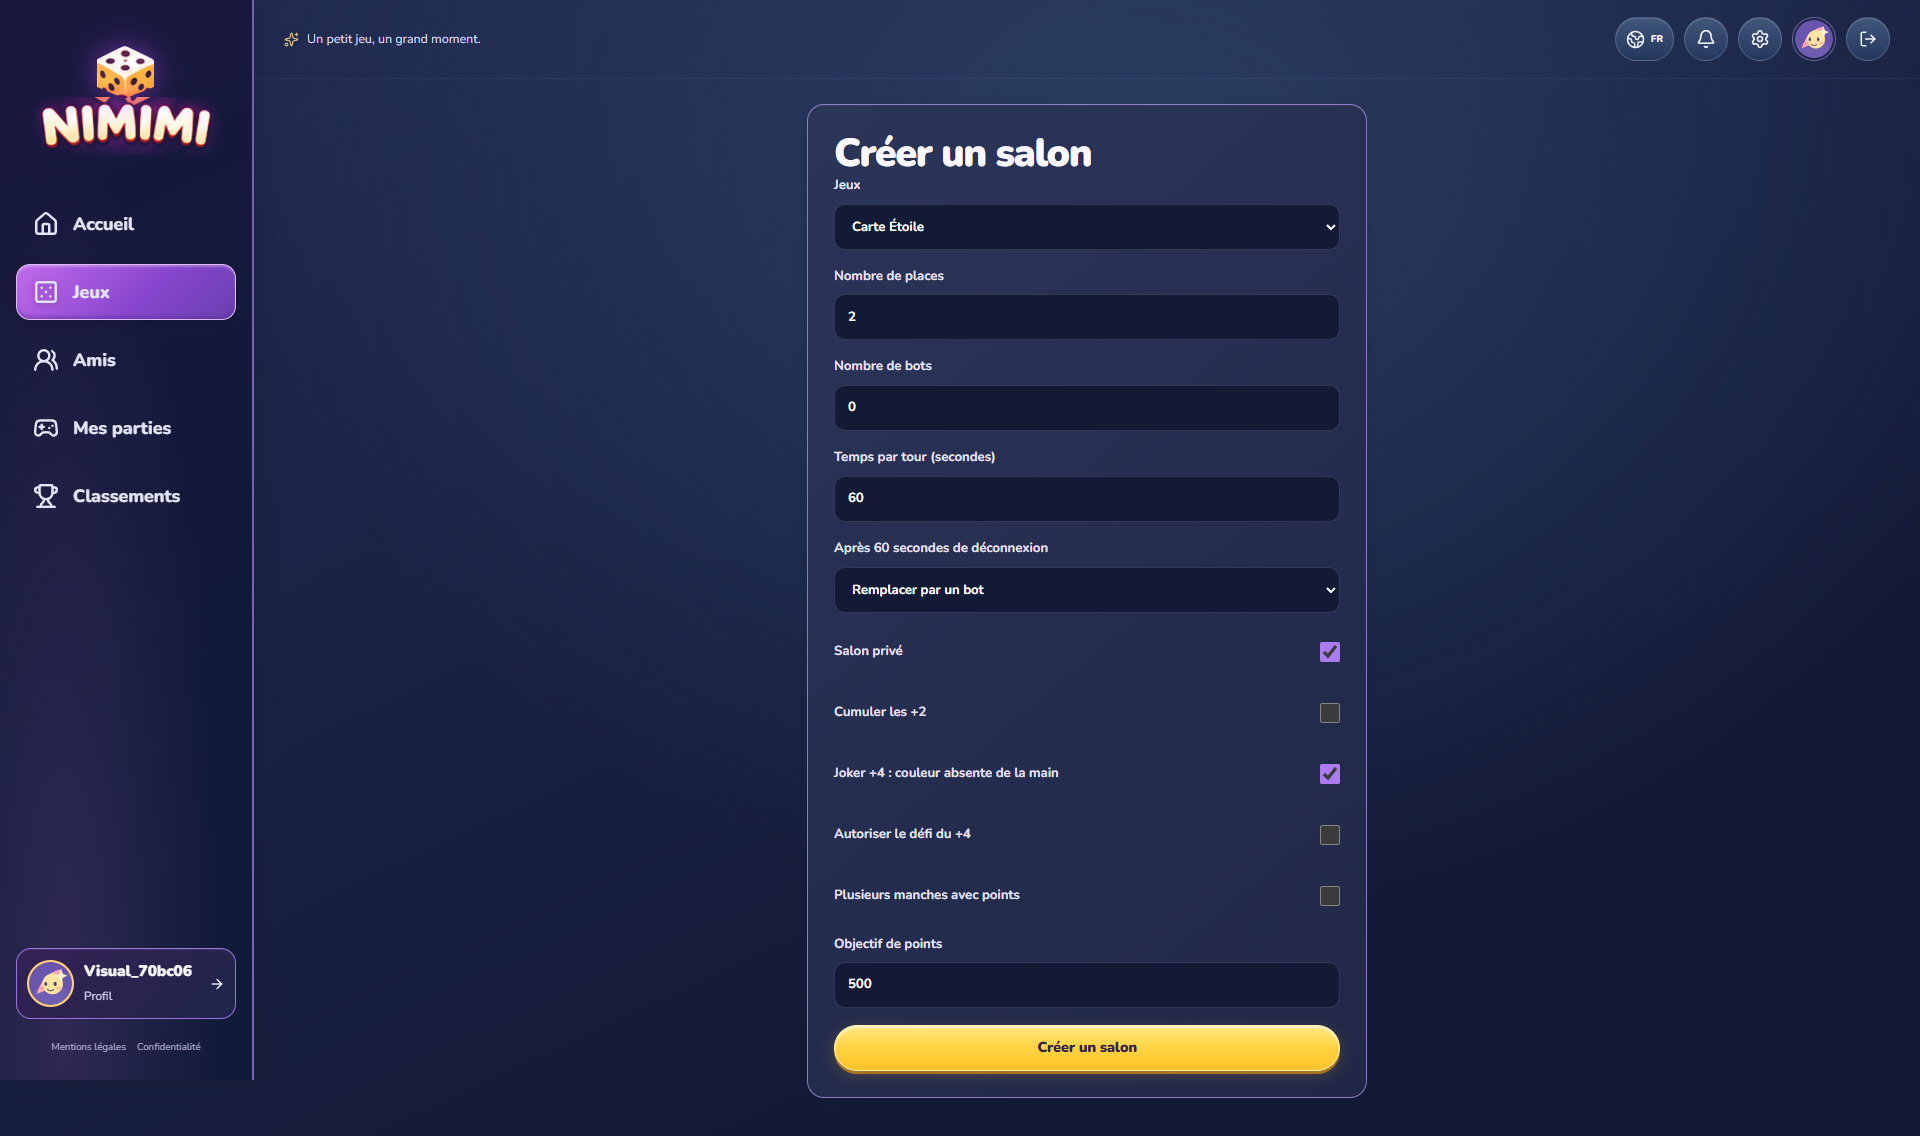 NIMIMI
Accueil
Jeux
Amis
Mes parties
Classements
Visual_70bc06
Profil
Mentions légales Confidentialité
Un petit jeu, un grand moment.
FR
Créer un salon
Jeux
Carte Étoile
Nombre de places
2
Nombre de bots
0
Temps par tour (secondes)
60
Après 60 secondes de déconnexion
Remplacer par un bot
Salon privé
Cumuler les +2
Joker +4 : couleur absente de la main
Autoriser le défi du +4
Plusieurs manches avec points
Objectif de points
500
Créer un salon